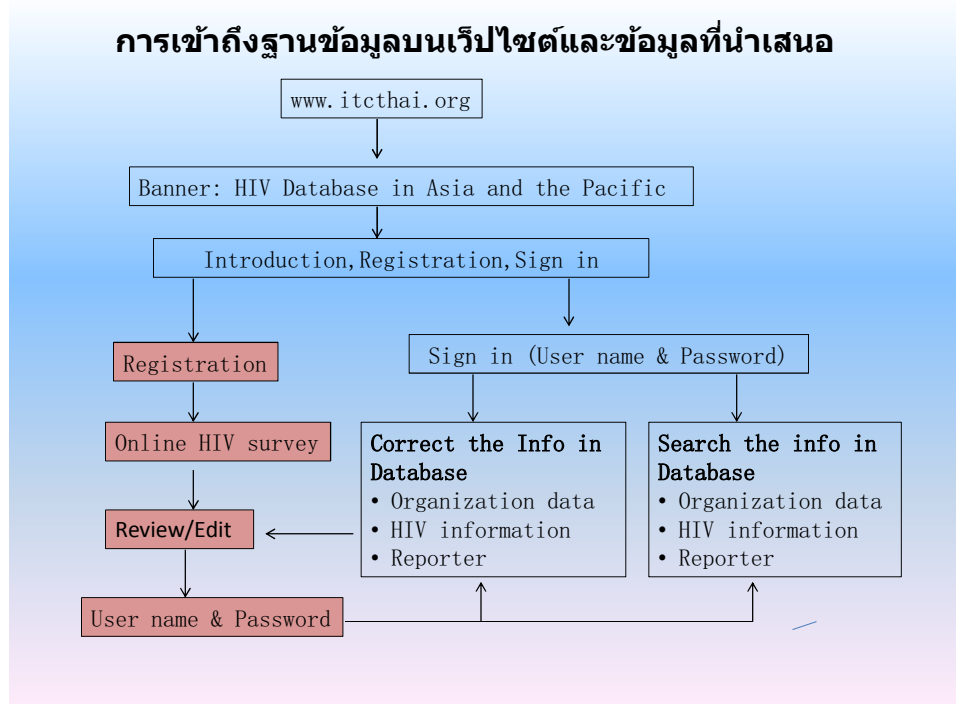 การเข้าถึงฐานข้อมูลบนเว็ปไซต์และข้อมูลที่นำเสนอ
www.itcthai.org
Banner: HIV Database in Asia and the Pacific
Introduction,Registration,Sign in
Registration
Sign in (User name & Password)
Online HIV survey
Review/Edit
User name & Password
Correct the Info in
Database
• Organization data
• HIV information
• Reporter
Search the info in
Database
• Organization data
• HIV information
• Reporter